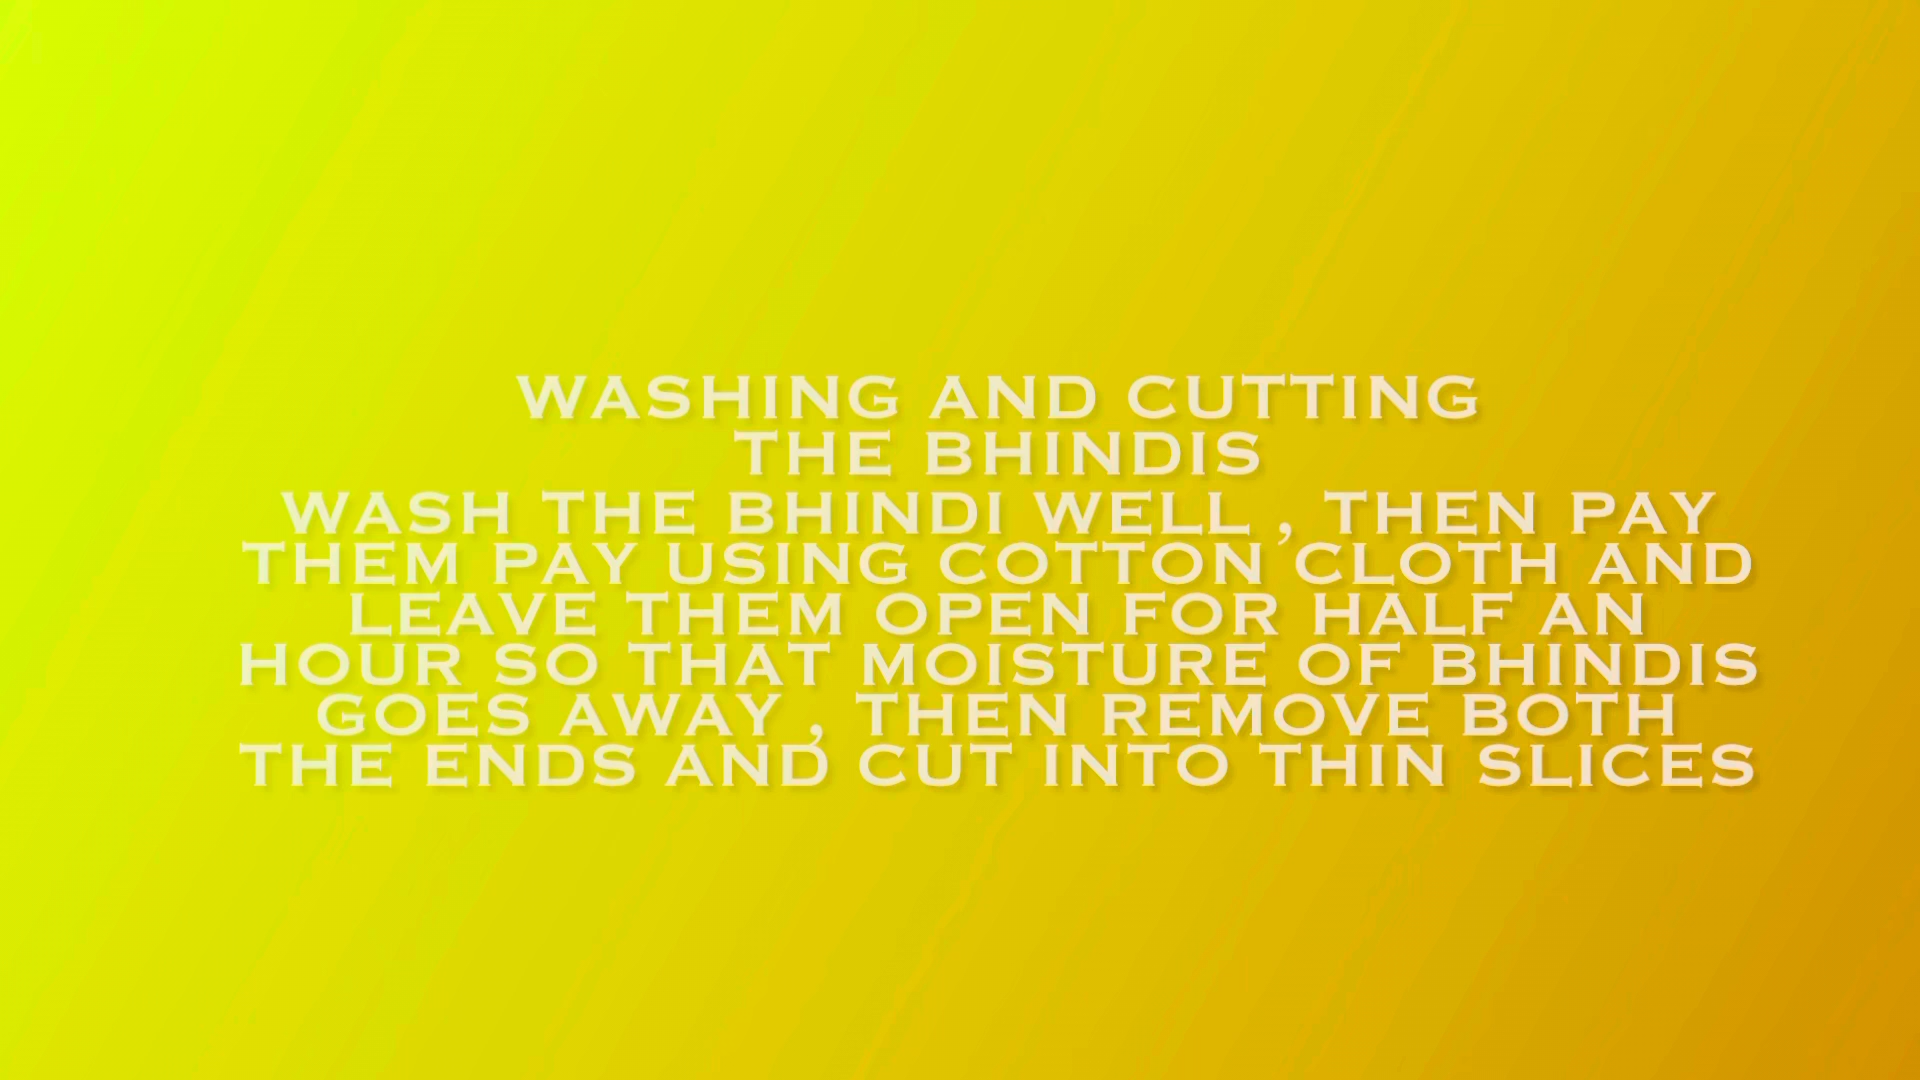 WASHING AND CUTTING
THE BHINDIS
WASH THE BHINDI WELL , THEN PAY
THEM PAY USING COTTON CLOTH AND
LEAVE THEM OPEN FOR HALF AN
HOUR SO THAT MOISTURE OF BHINDIS
GOES AWAY , THEN REMOVE BOTH
THE ENDS AND CUT INTO THIN SLICES